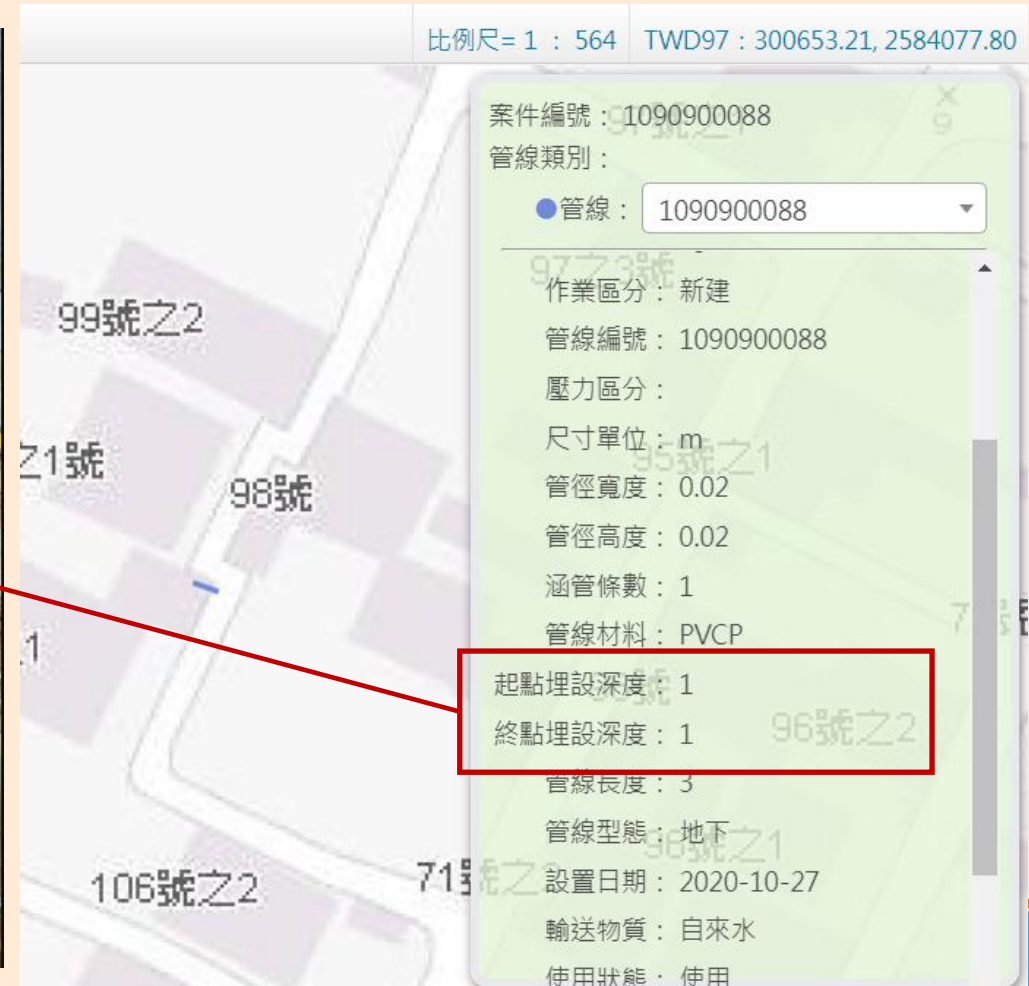 比例尺= 1 : 564 TWD97 : 300653.21, 2584077.80
案件編號 : 1090900088
管線類別 :
管線 : 1090900088
作業區分 : 新建
管線編號 : 1090900088
壓力區分 :
尺寸單位 : m
管徑寬度 : 0.02
管徑高度 : 0.02
涵管條數 : 1
管線材料 : PVCP
起點埋設深度 : 1
終點埋設深度 : 1
管線長度 : 3
管線型態 : 地下
設置日期 : 2020-10-27
輸送物質 : 自來水
使用狀態 : 使用
97之3號
99號之2
之1號
95號之1
98號
96號之2
96號之1
106號之2